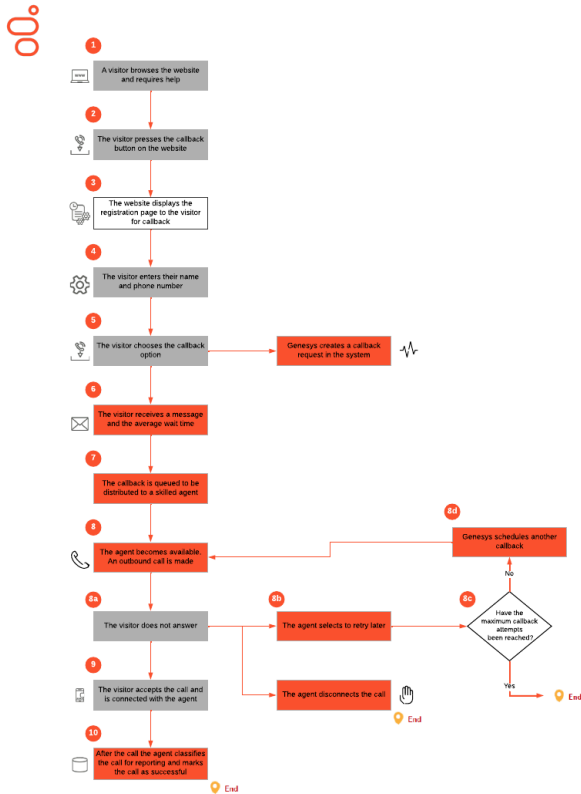 1
A visitor browses the website
and requires help
www
2
The visitor presses the callback
button on the website
3
The website displays the
registration page to the visitor
for callback
4
The visitor enters their name
and phone number
5
The visitor chooses the callback
option
Genesys creates a callback
request in the system
6
The visitor receives a message
and the average wait time
7
The callback is queued to be
distributed to a skilled agent
8
The agent becomes available.
An outbound call is made
8d
Genesys schedules another
callback
No
8a
The visitor does not answer
8b
The agent selects to retry later
8c
Have the
maximum callback
attempts
been reached?
Yes
End
9
The visitor accepts the call and
is connected with the agent
The agent disconnects the call
End
10
After the call the agent classifies
the call for reporting and marks
the call as successful
End